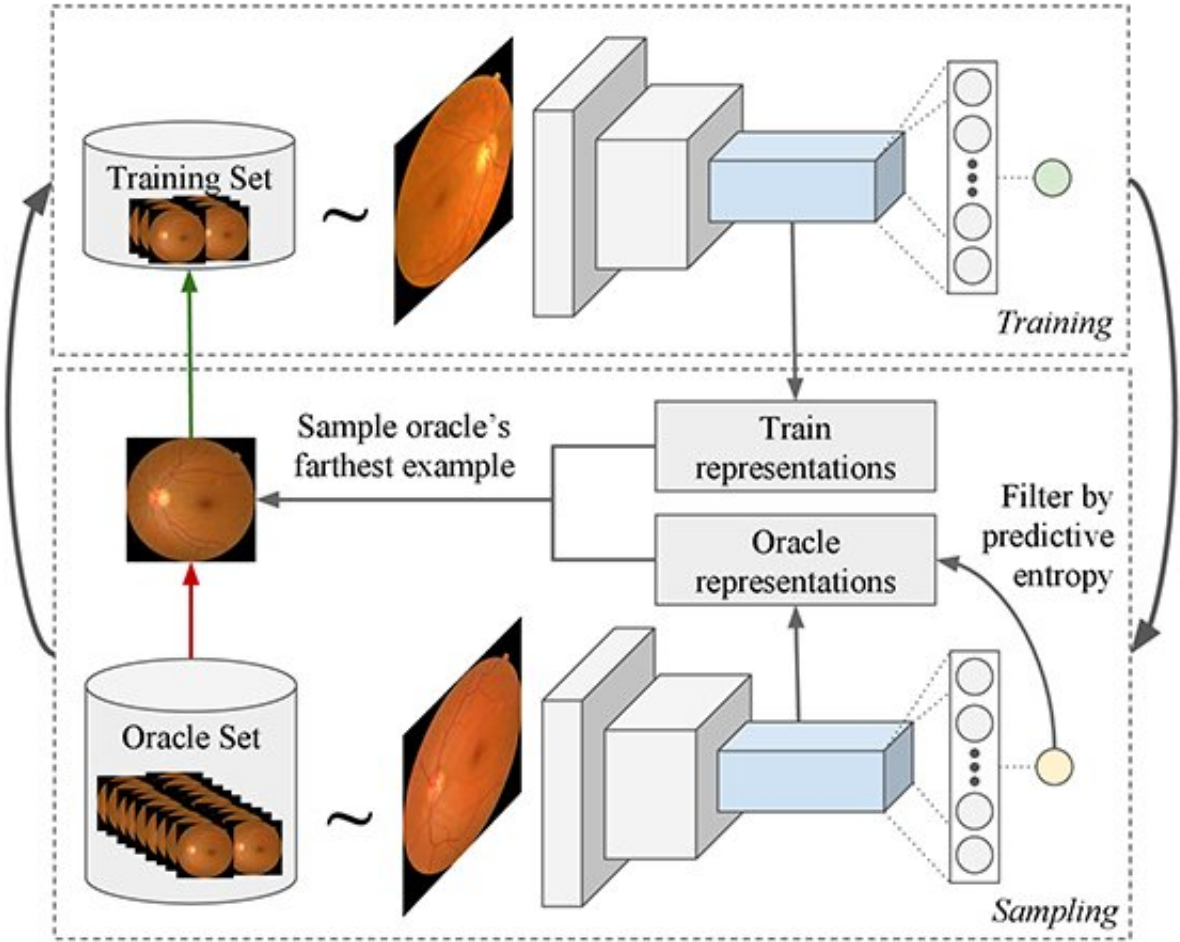 Training Set
~
Training
Sample oracle’s
farthest example
Train
representations
Filter by
predictive
entropy
Oracle
representations
Oracle Set
~
Sampling